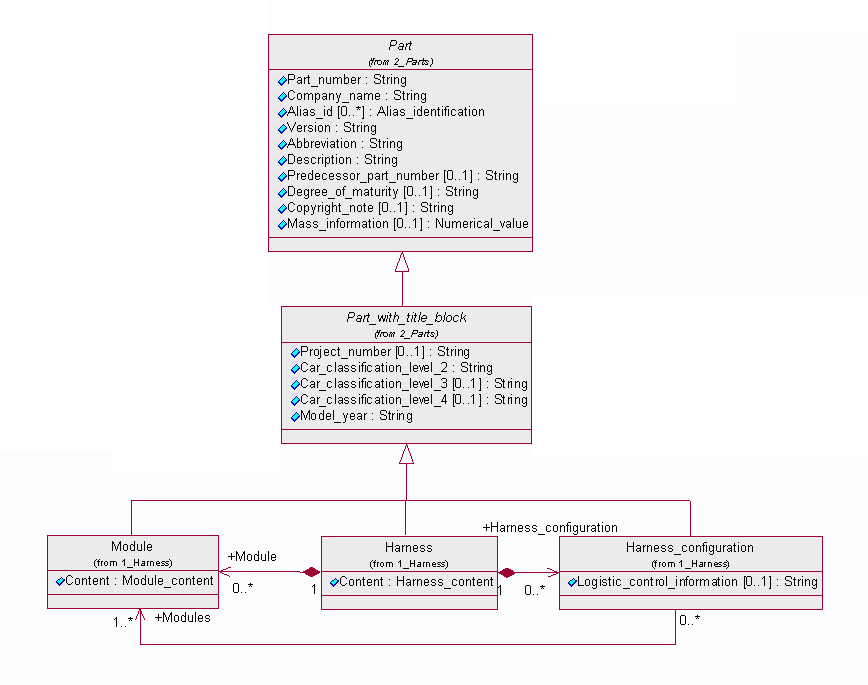 Part
(from 2_Parts)
Part_number : String
Company_name : String
Alias_id [0..*] : Alias_identification
Version : String
Abbreviation : String
Description : String
Predecessor_part_number [0..1] : String
Degree_of_maturity [0..1] : String
Copyright_note [0..1] : String
Mass_information [0..1] : Numerical_value
Part_with_title_block
(from 2_Parts)
Project_number [0..1] : String
Car_classification_level_2 : String
Car_classification_level_3 [0..1] : String
Car_classification_level_4 [0..1] : String
Model_year : String
+Harness_configuration
Module
(from 1_Harness)
Content : Module_content
+Module
0..*
1
Harness
(from 1_Harness)
Content : Harness_content
1
0..*
Harness_configuration
(from 1_Harness)
Logistic_control_information [0..1] : String
1..*
+Modules
0..*